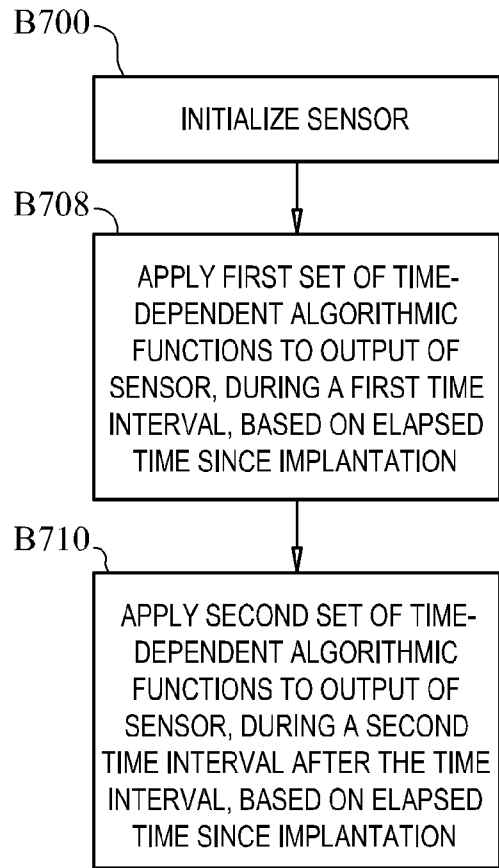 B700
INITIALIZE SENSOR
B708
APPLY FIRST SET OF TIME-
DEPENDENT ALGORITHMIC
FUNCTIONS TO OUTPUT OF
SENSOR, DURING A FIRST TIME
INTERVAL, BASED ON ELAPSED
TIME SINCE IMPLANTATION
B710
APPLY SECOND SET OF TIME-
DEPENDENT ALGORITHMIC
FUNCTIONS TO OUTPUT OF
SENSOR, DURING A SECOND
TIME INTERVAL AFTER THE TIME
INTERVAL, BASED ON ELAPSED
TIME SINCE IMPLANTATION